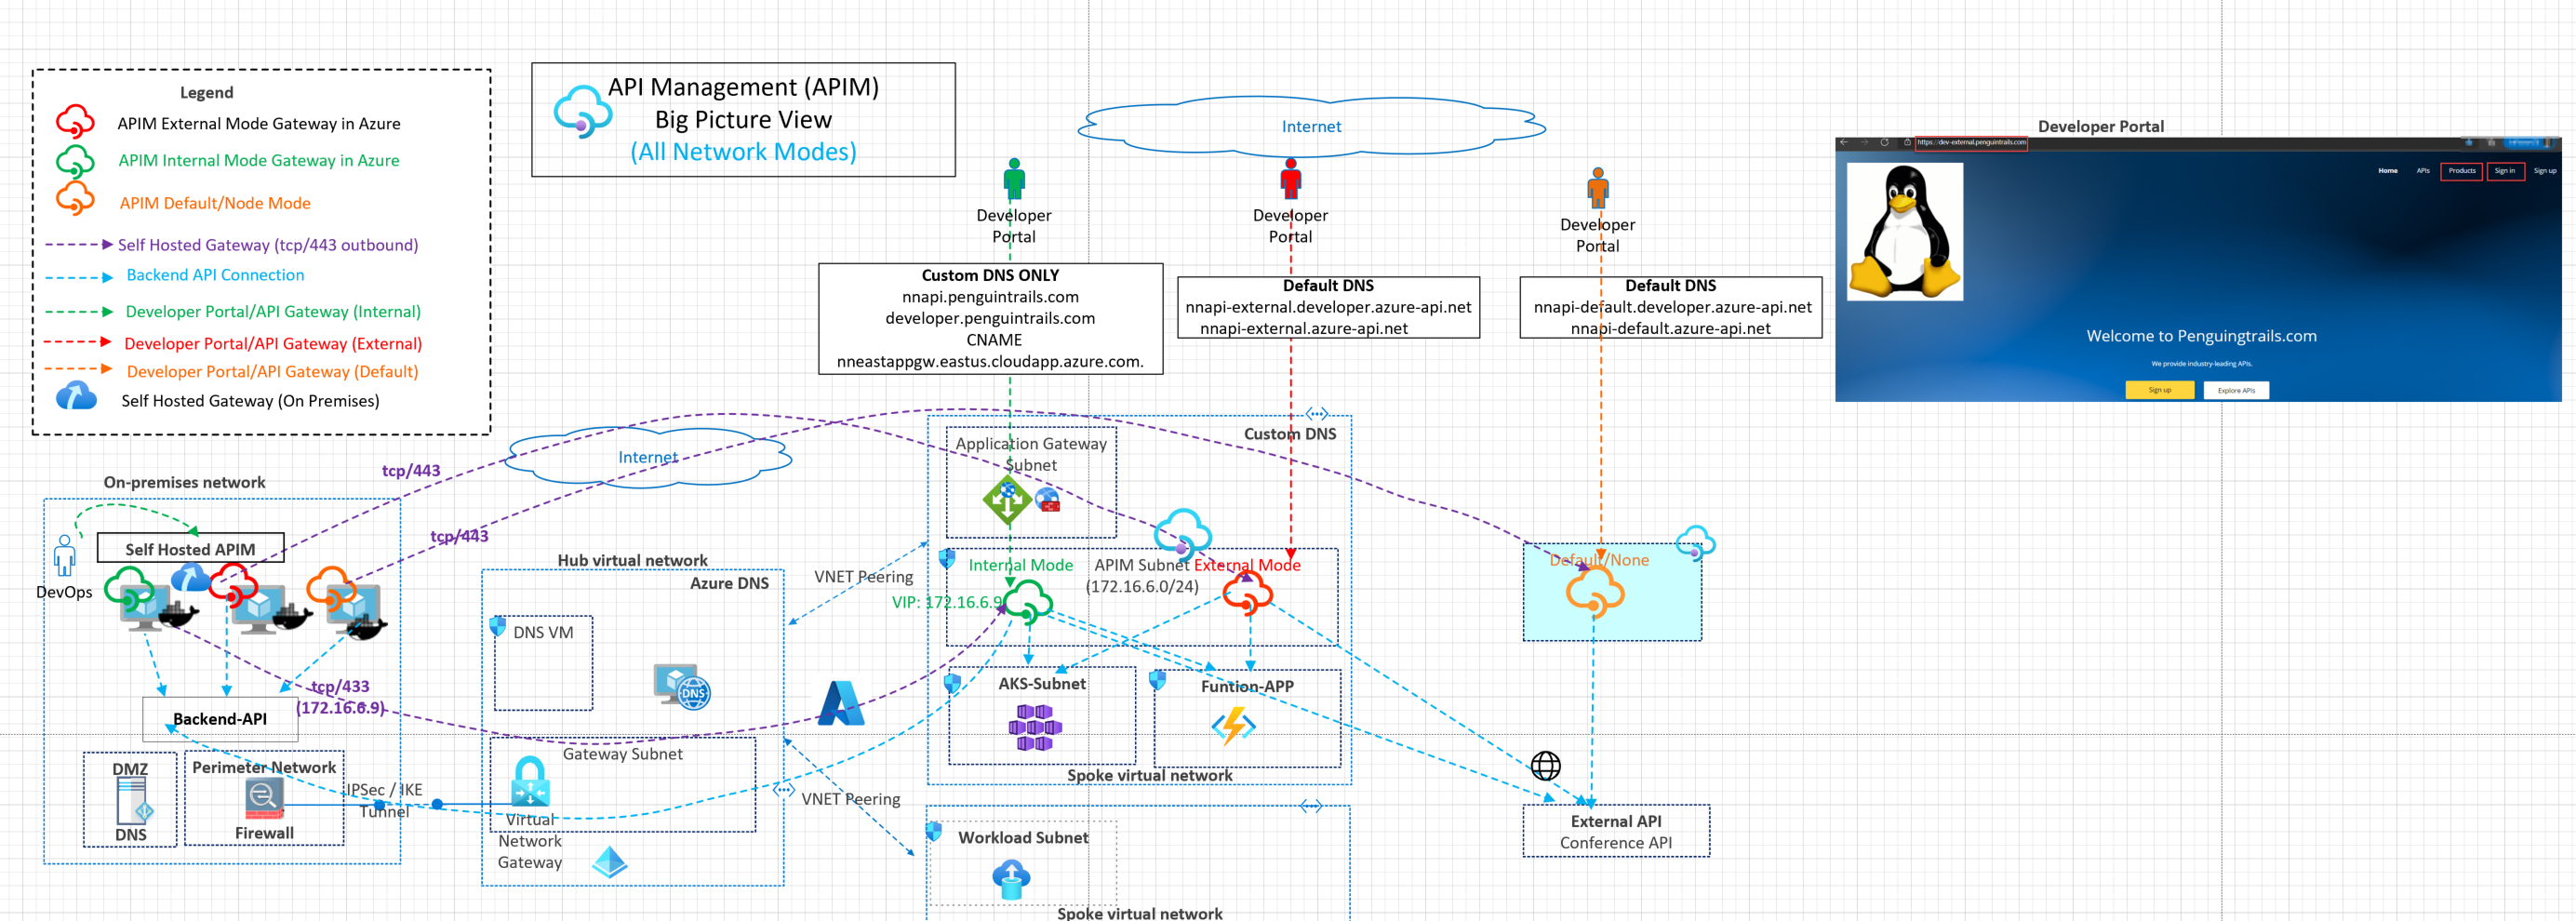 Legend
APIM External Mode Gateway in Azure
APIM Internal Mode Gateway in Azure
APIM Default/Node Mode
Self Hosted Gateway (tcp/443 outbound)
Backend API Connection
Developer Portal/API Gateway (Internal)
Developer Portal/API Gateway (External)
Developer Portal/API Gateway (Default)
Self Hosted Gateway (On Premises)
API Management (APIM)
Big Picture View
(All Network Modes)
Internet
Developer
Portal
Developer
Portal
Developer
Portal
Custom DNS ONLY
nnapi.penguintrails.com
developer.penguintrails.com
CNAME
nneastappgw.eastus.cloudapp.azure.com.
Default DNS
nnapi-external.developer.azure-api.net
nnapi-external.azure-api.net
Default DNS
nnapi-default.developer.azure-api.net
nnapi-default.azure-api.net
Developer Portal
https://dev-external.penguintrails.com
Home
APIs
Products
Sign in
Sign up
Welcome to Penguingtrails.com
We provide industry-leading APIs.
Sign up
Explore APIs
Internet
tcp/443
tcp/443
On-premises network
Self Hosted APIM
DevOps
tcp/433
(172.16.6.9)
Backend-API
DMZ
DNS
Perimeter Network
Firewall
IPSec / IKE
Tunnel
Hub virtual network
Azure DNS
DNS VM
DNS
Gateway Subnet
Virtual
Network
Gateway
VNET Peering
VNET Peering
Custom DNS
Application Gateway
Subnet
Internal Mode
APIM Subnet
(172.16.6.0/24)
External Mode
VIP: 172.16.6.9
AKS-Subnet
Funtion-APP
Spoke virtual network
Workload Subnet
Spoke virtual network
Default/None
External API
Conference API